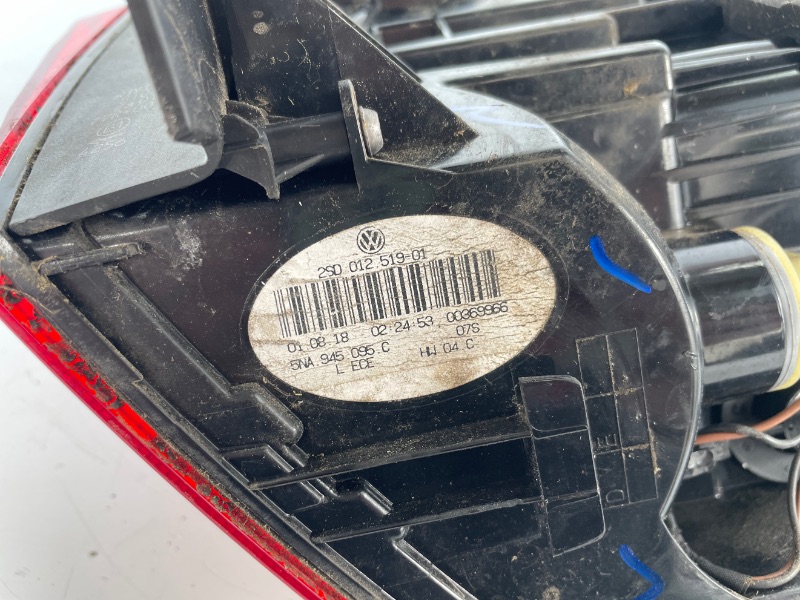 2SD 012 519-01
01.08.18 02:24:53 00369966
07S
5NA 945 095 C HW 04 C
L ECE
D V E